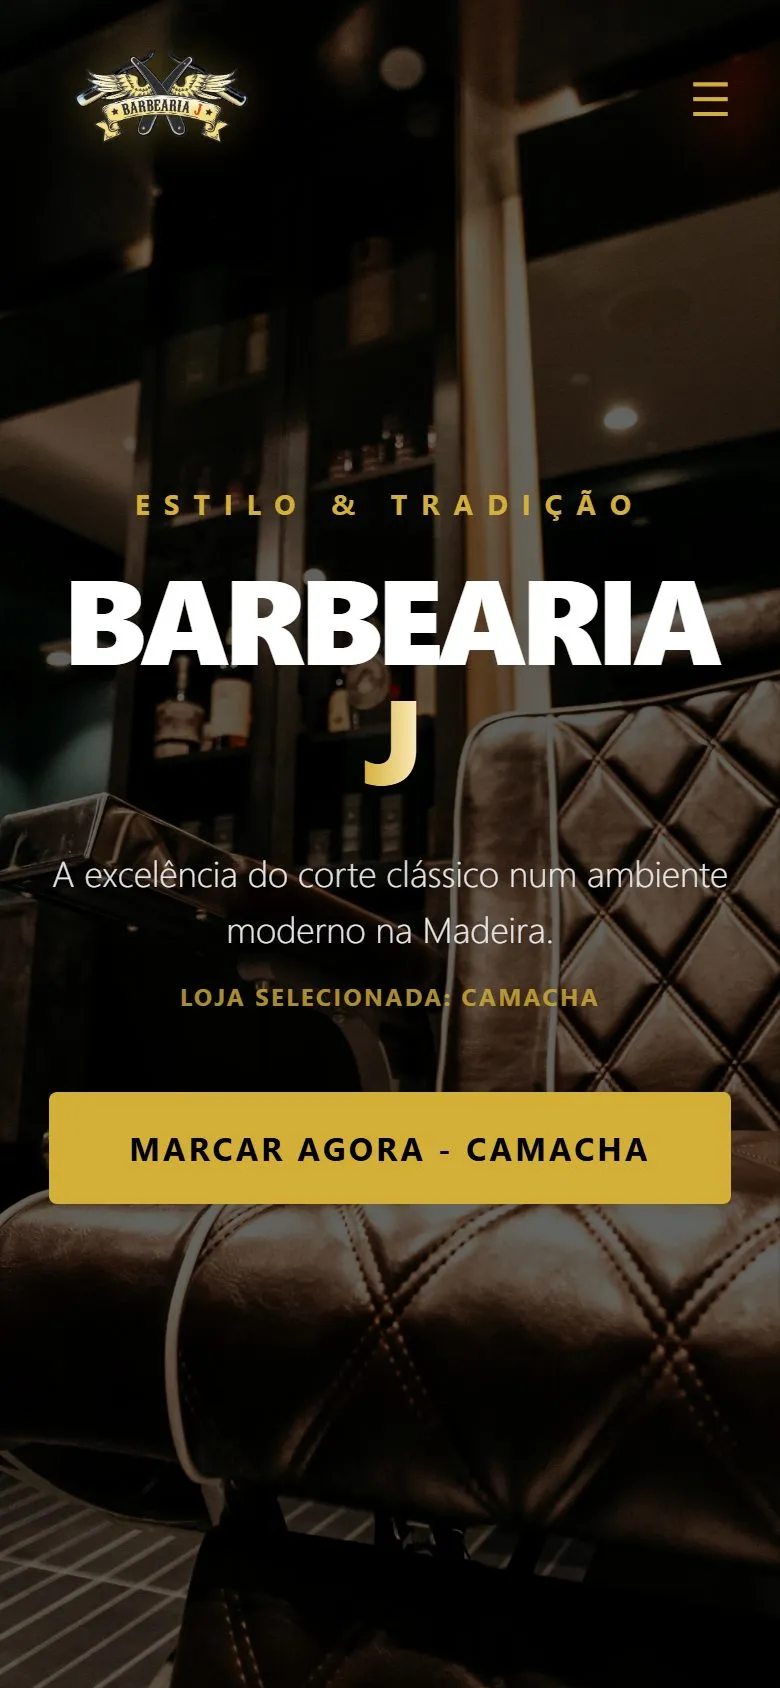 BARBEARIA J
ESTILO & TRADIÇÃO
BARBEARIA
J
A excelência do corte clássico num ambiente
moderno na Madeira.
LOJA SELECIONADA: CAMACHA
MARCAR AGORA - CAMACHA